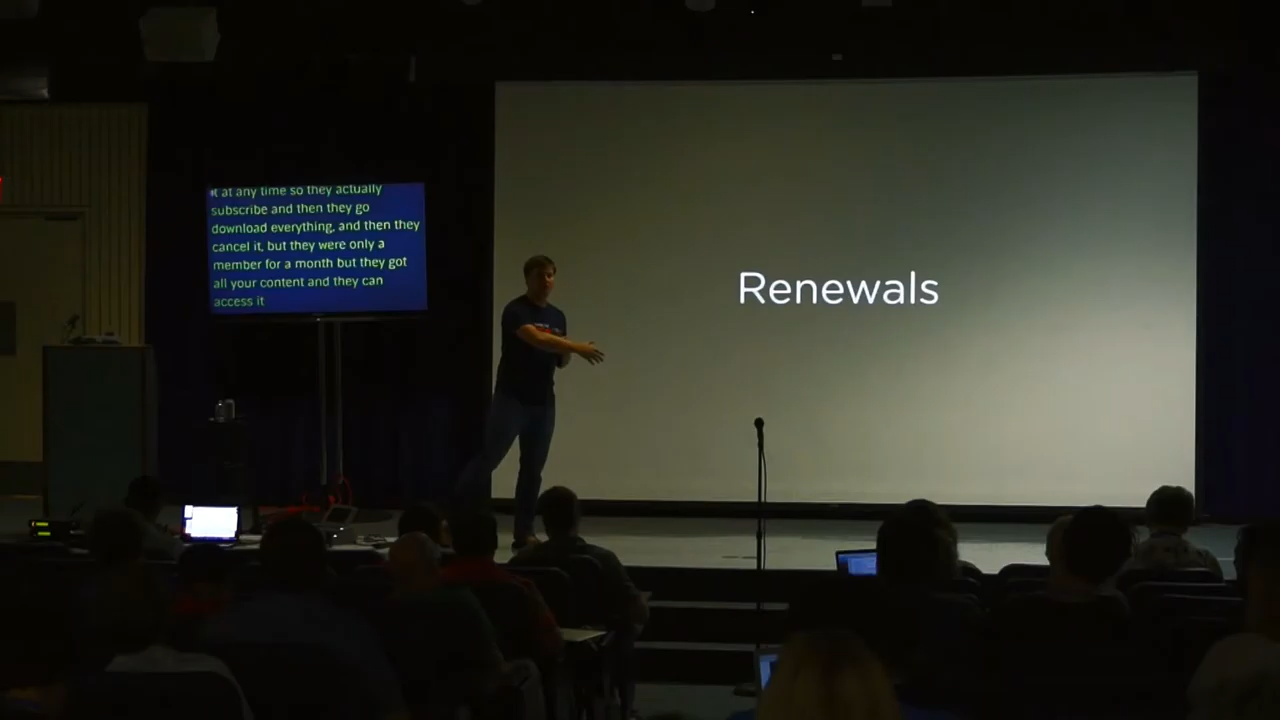 it at any time so they actually
subscribe and then they go
download everything, and then they
cancel it, but they were only a
member for a month but they got
all your content and they can
access it
Renewals